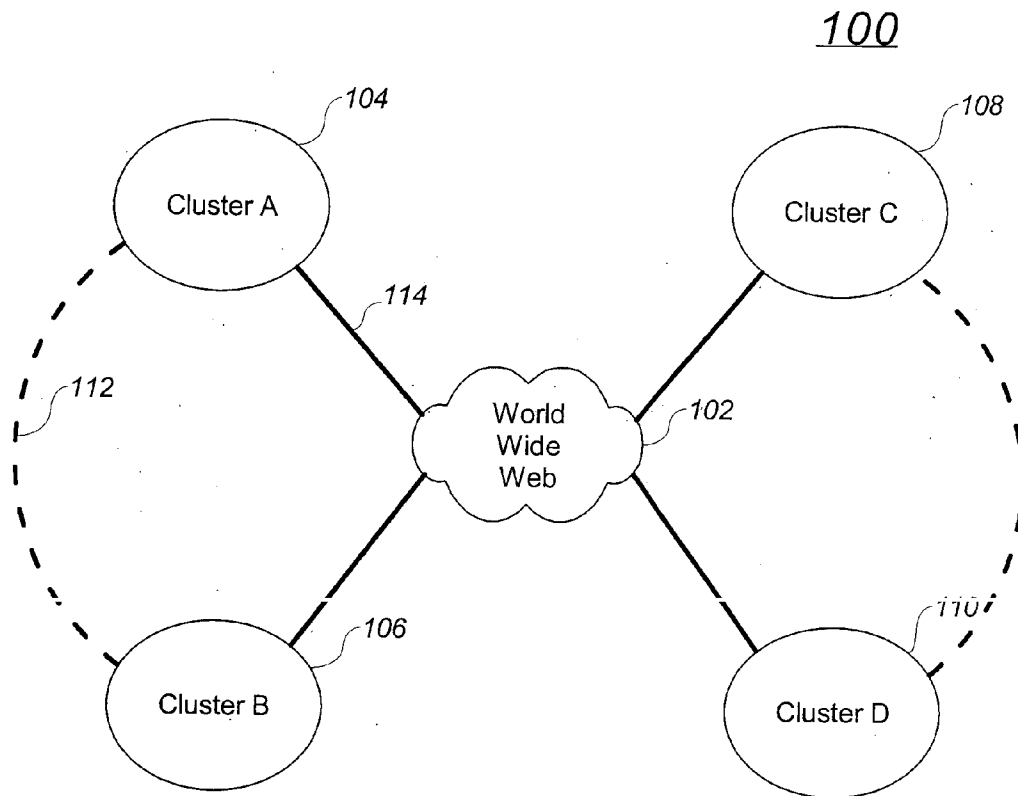 100
104
108
Cluster A
Cluster C
114
112
World
Wide
Web
102
106
110
Cluster B
Cluster D